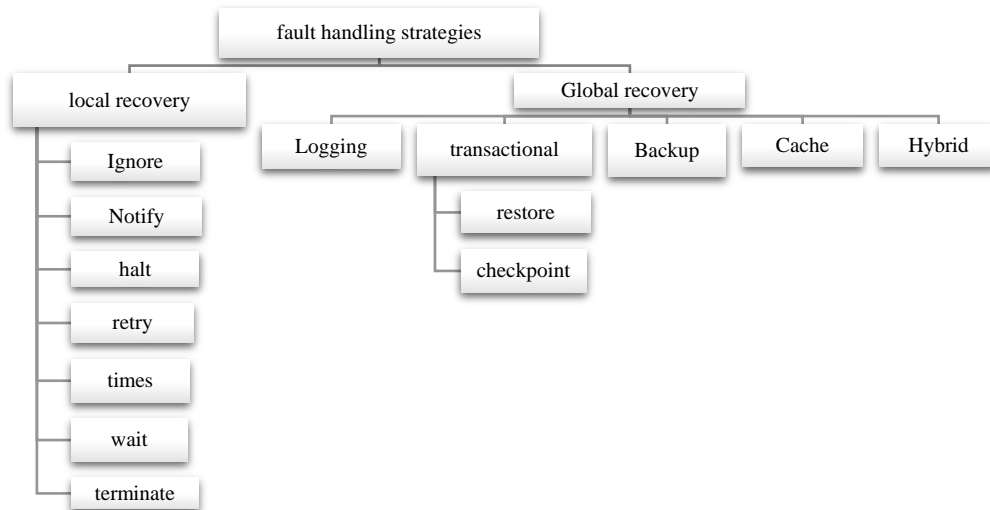 fault handling strategies
local recovery
Global recovery
Ignore
Notify
halt
retry
times
wait
terminate
Logging
transactional
Backup
Cache
Hybrid
restore
checkpoint